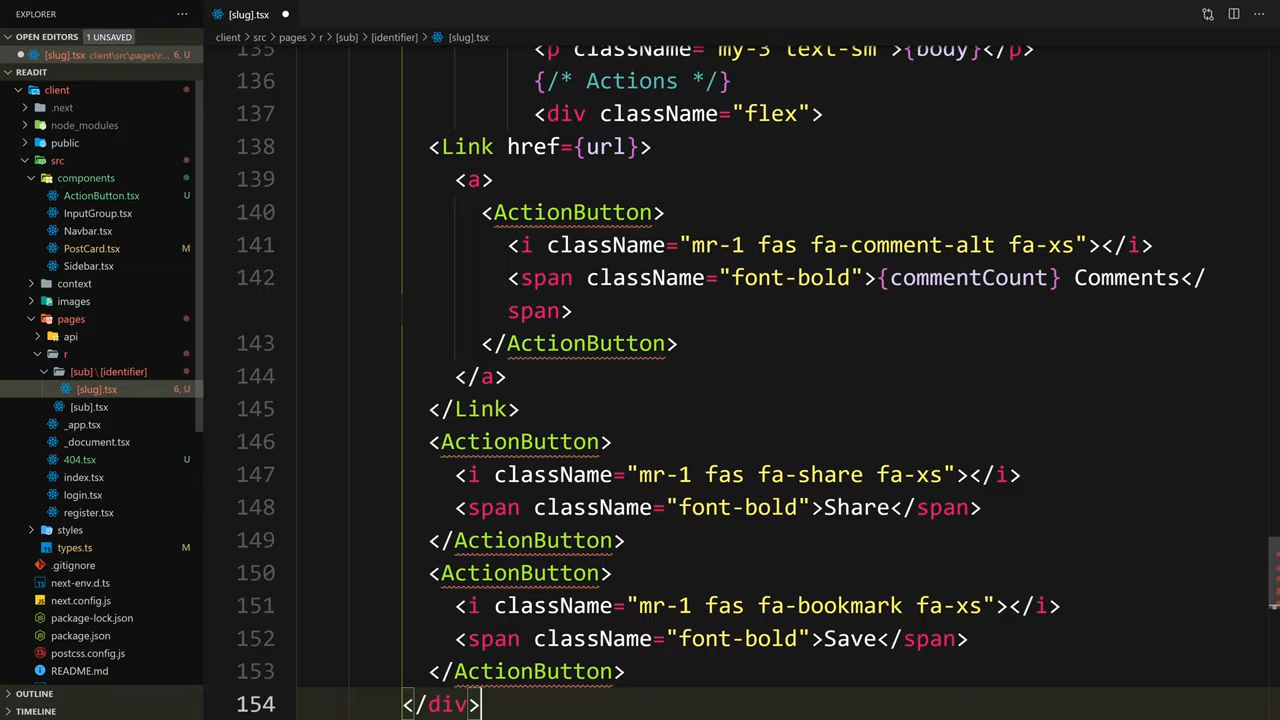 EXPLORER
···
[slug].tsx
OPEN EDITORS 1 UNSAVED
[slug].tsx client\src\pages\r... 6, U
client > src > pages > r > [sub] > [identifier] > [slug].tsx
READIT
client
.next
node_modules
public
src
components
ActionButton.tsx U
InputGroup.tsx
Navbar.tsx
PostCard.tsx M
Sidebar.tsx
context
images
pages
api
r
[sub] \ [identifier]
[slug].tsx 6, U
[sub].tsx
_app.tsx
_document.tsx
404.tsx U
index.tsx
login.tsx
register.tsx
styles
types.ts M
.gitignore
next-env.d.ts
next.config.js
package-lock.json
package.json
postcss.config.js
README.md
OUTLINE
TIMELINE
135 <p className="my-3 text-sm">{body}</p>
136 {/* Actions */}
137 <div className="flex">
138 <Link href={url}>
139 <a>
140 <ActionButton>
141 <i className="mr-1 fas fa-comment-alt fa-xs"></i>
142 <span className="font-bold">{commentCount} Comments</
span>
143 </ActionButton>
144 </a>
145 </Link>
146 <ActionButton>
147 <i className="mr-1 fas fa-share fa-xs"></i>
148 <span className="font-bold">Share</span>
149 </ActionButton>
150 <ActionButton>
151 <i className="mr-1 fas fa-bookmark fa-xs"></i>
152 <span className="font-bold">Save</span>
153 </ActionButton>
154 </div>